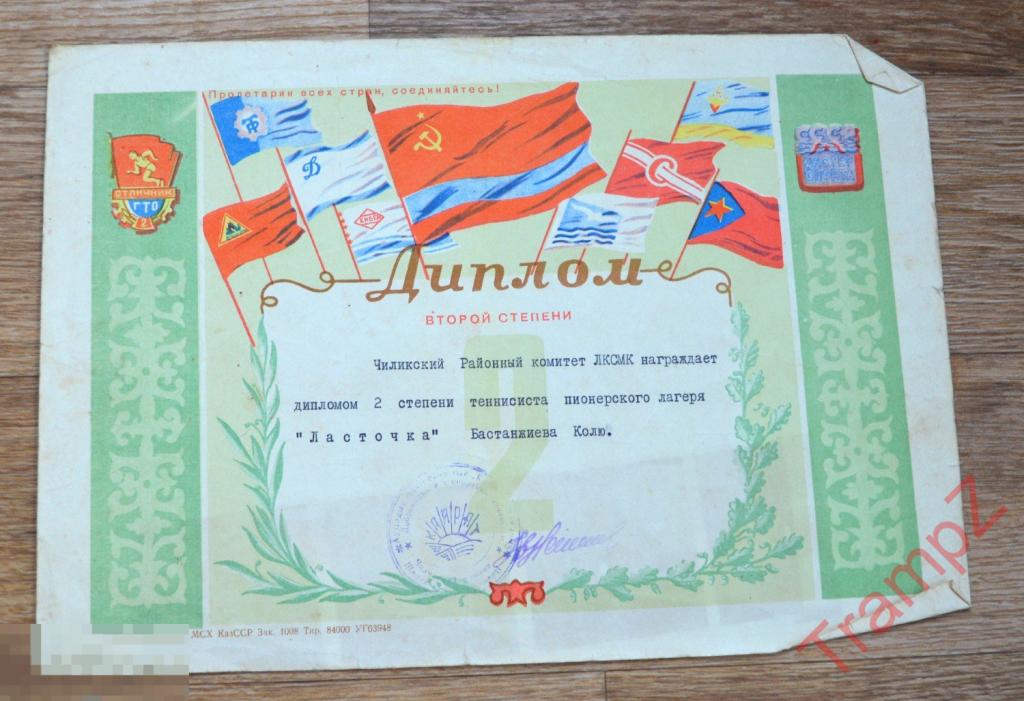 Пролетарии всех стран, соединяйтесь!
Д
ОТЛИЧНИК
ГТО
2
Диплом
ВТОРОЙ СТЕПЕНИ
2
Чиликский Районный комитет ЛКСМК награждает
дипломом 2 степени теннисиста пионерского лагеря
"Ласточка" Бастанжиева Колю.
МСХ КазССР Зак. 1008 Тир. 84000 УГ03948
TrampZ